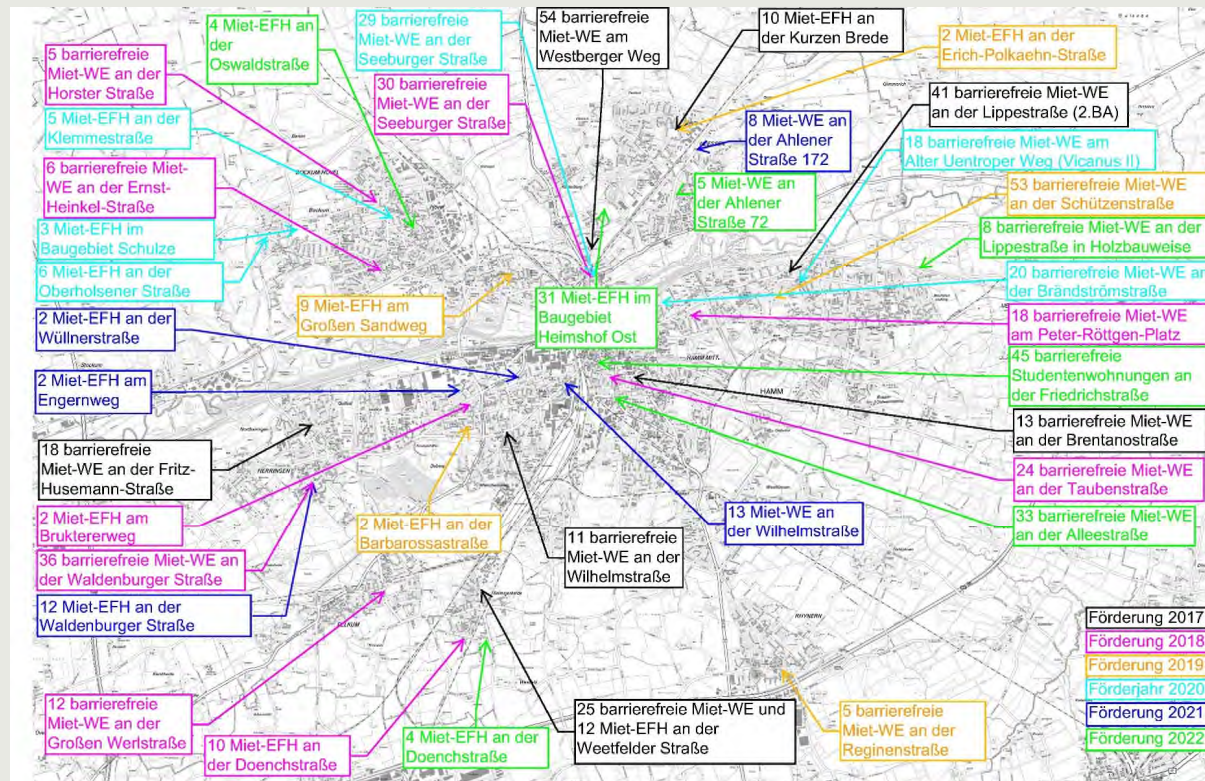 4 Miet-EFH an
der
Oswaldstraße
29 barrierefreie
Miet-WE an der
Seeburger Straße
54 barrierefreie
Miet-WE am
Westberger Weg
10 Miet-EFH an
der Kurzen Brede
2 Miet-EFH an der
Erich-Polkaehn-Straße
5 barrierefreie
Miet-WE an der
Horster Straße
30 barrierefreie
Miet-WE an der
Seeburger Straße
41 barrierefreie Miet-WE
an der Lippestraße (2.BA)
5 Miet-EFH an der
Klemmestraße
8 Miet-WE an
der Ahlener
Straße 172
18 barrierefreie Miet-WE am
Alter Uentroper Weg (Vicanus II)
6 barrierefreie Miet-
WE an der Ernst-
Heinkel-Straße
5 Miet-WE an
der Ahlener
Straße 72
53 barrierefreie Miet-WE
an der Schützenstraße
3 Miet-EFH im
Baugebiet Schulze
8 barrierefreie Miet-WE an der
Lippestraße in Holzbauweise
6 Miet-EFH an der
Oberholsener Straße
20 barrierefreie Miet-WE an
der Brändströmstraße
9 Miet-EFH am
Großen Sandweg
31 Miet-EFH im
Baugebiet
Heimshof Ost
2 Miet-EFH an der
Wüllnerstraße
18 barrierefreie Miet-WE
am Peter-Röttgen-Platz
2 Miet-EFH am
Engernweg
45 barrierefreie
Studentenwohnungen an
der Friedrichstraße
HAMM
13 barrierefreie Miet-WE
an der Brentanostraße
18 barrierefreie
Miet-WE an der Fritz-
Husemann-Straße
HERRINGEN
24 barrierefreie Miet-WE
an der Taubenstraße
2 Miet-EFH am
Bruktererweg
2 Miet-EFH an der
Barbarossastraße
11 barrierefreie
Miet-WE an der
Wilhelmstraße
13 Miet-WE an
der Wilhelmstraße
33 barrierefreie Miet-WE
an der Alleestraße
36 barrierefreie Miet-WE an
der Waldenburger Straße
12 Miet-EFH an der
Waldenburger Straße
RHYNERN
Förderung 2017
Förderung 2018
Förderung 2019
Förderjahr 2020
Förderung 2021
Förderung 2022
12 barrierefreie
Miet-WE an der
Großen Werlstraße
10 Miet-EFH an
der Doenchstraße
4 Miet-EFH an der
Doenchstraße
25 barrierefreie Miet-WE und
12 Miet-EFH an der
Weetfelder Straße
5 barrierefreie
Miet-WE an der
Reginenstraße